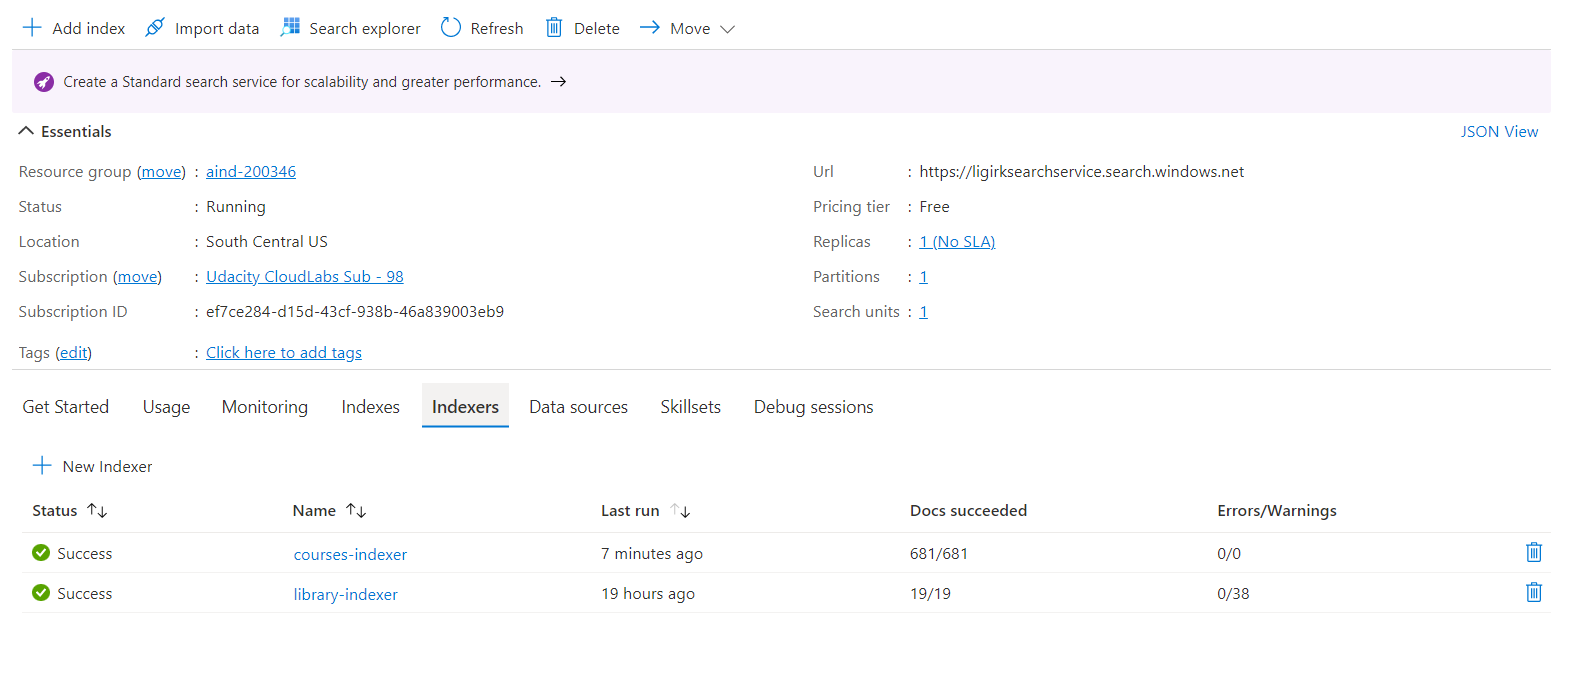 Add index Import data Search explorer Refresh Delete Move
Create a Standard search service for scalability and greater performance. →
Essentials JSON View
Resource group (move) : aind-200346 Url : https://ligirksearchservice.search.windows.net
Status : Running Pricing tier : Free
Location : South Central US Replicas : 1 (No SLA)
Subscription (move) : Udacity CloudLabs Sub - 98 Partitions : 1
Subscription ID : ef7ce284-d15d-43cf-938b-46a839003eb9 Search units : 1
Tags (edit) : Click here to add tags
Get Started Usage Monitoring Indexes Indexers Data sources Skillsets Debug sessions
New Indexer
Status ↑↓ Name ↑↓ Last run ↑↓ Docs succeeded Errors/Warnings
Success courses-indexer 7 minutes ago 681/681 0/0
Success library-indexer 19 hours ago 19/19 0/38